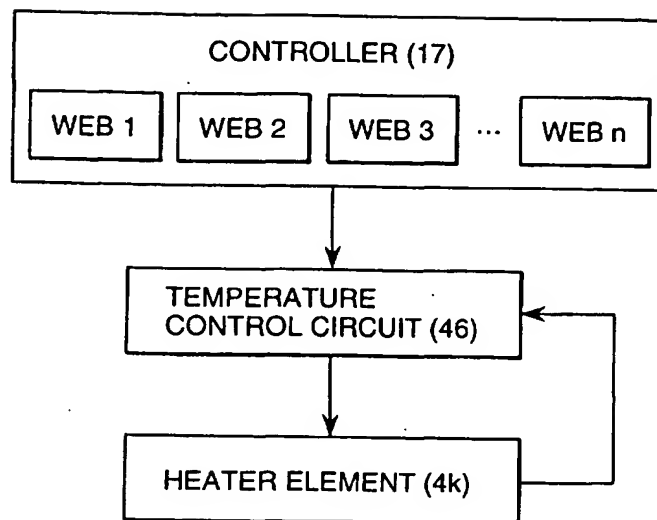 CONTROLLER (17)
WEB 1 WEB 2 WEB 3 ... WEB n
TEMPERATURE
CONTROL CIRCUIT (46)
HEATER ELEMENT (4k)